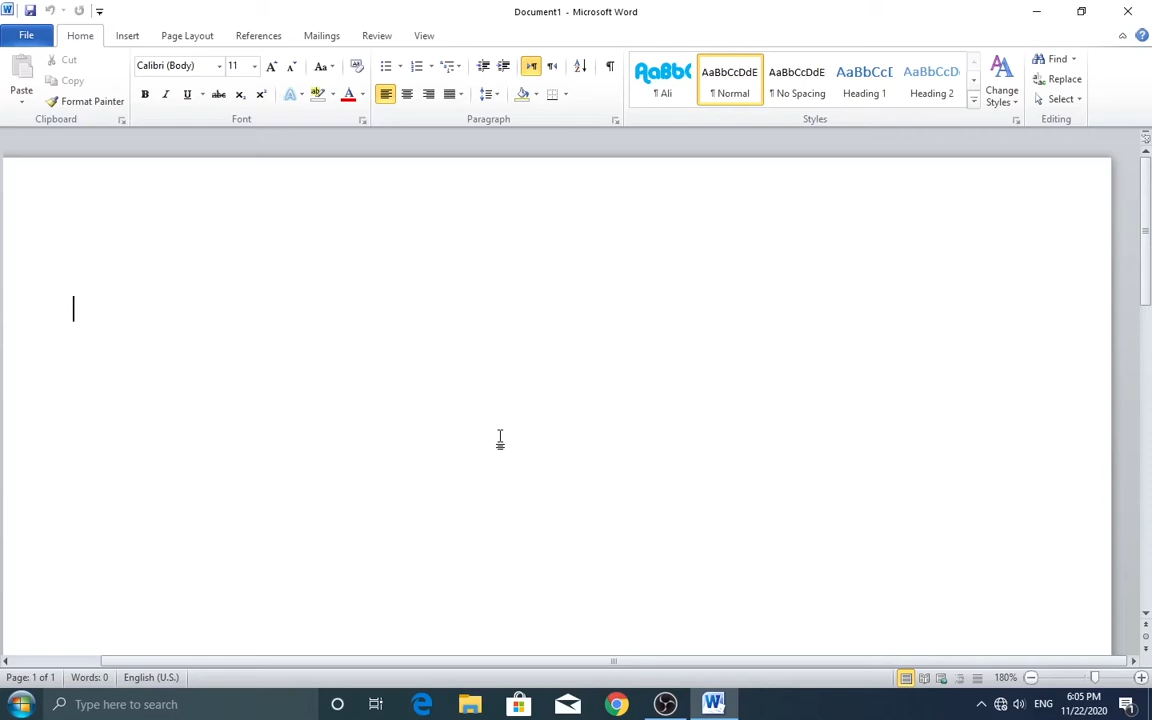 Document1 - Microsoft Word
File Home Insert Page Layout References Mailings Review View
Paste
Cut
Copy
Format Painter
Clipboard
Calibri (Body) 11
Font
Paragraph
AaBbC AaBbCcDdE AaBbCcDdE AaBbCcI AaBbCcD
¶ Ali ¶ Normal ¶ No Spacing Heading 1 Heading 2
Styles
Change Styles
Find
Replace
Select
Editing
Page: 1 of 1 Words: 0 English (U.S.) 180%
Type here to search
ENG
6:05 PM
11/22/2020